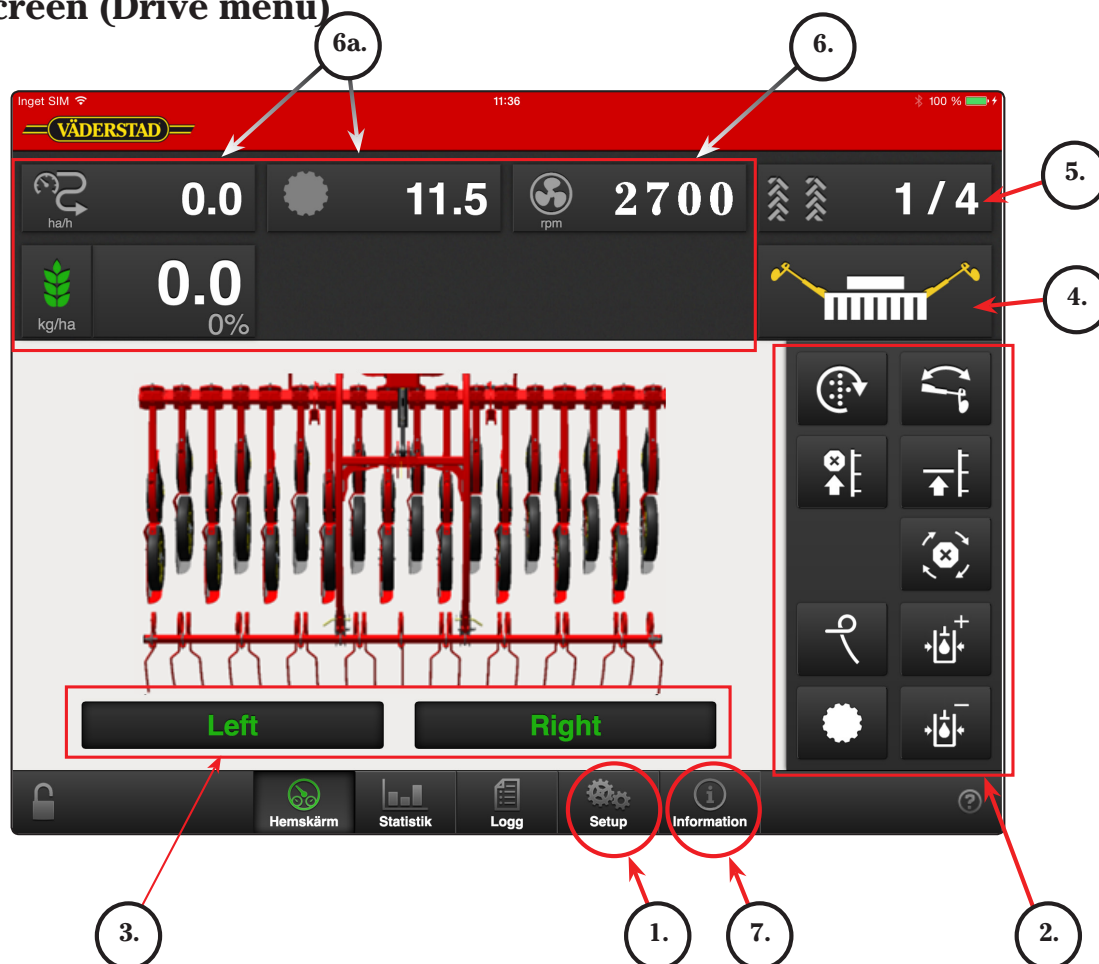 creen (Drive menu)
6a.
6.
Inget SIM
11:36
100 %
VÄDERSTAD
5.
0.0
11.5
2700
1 / 4
ha/h
rpm
4.
0.0
kg/ha
0%
Left
Right
Hemskärm
Statistik
Logg
Setup
Information
3.
1.
7.
2.